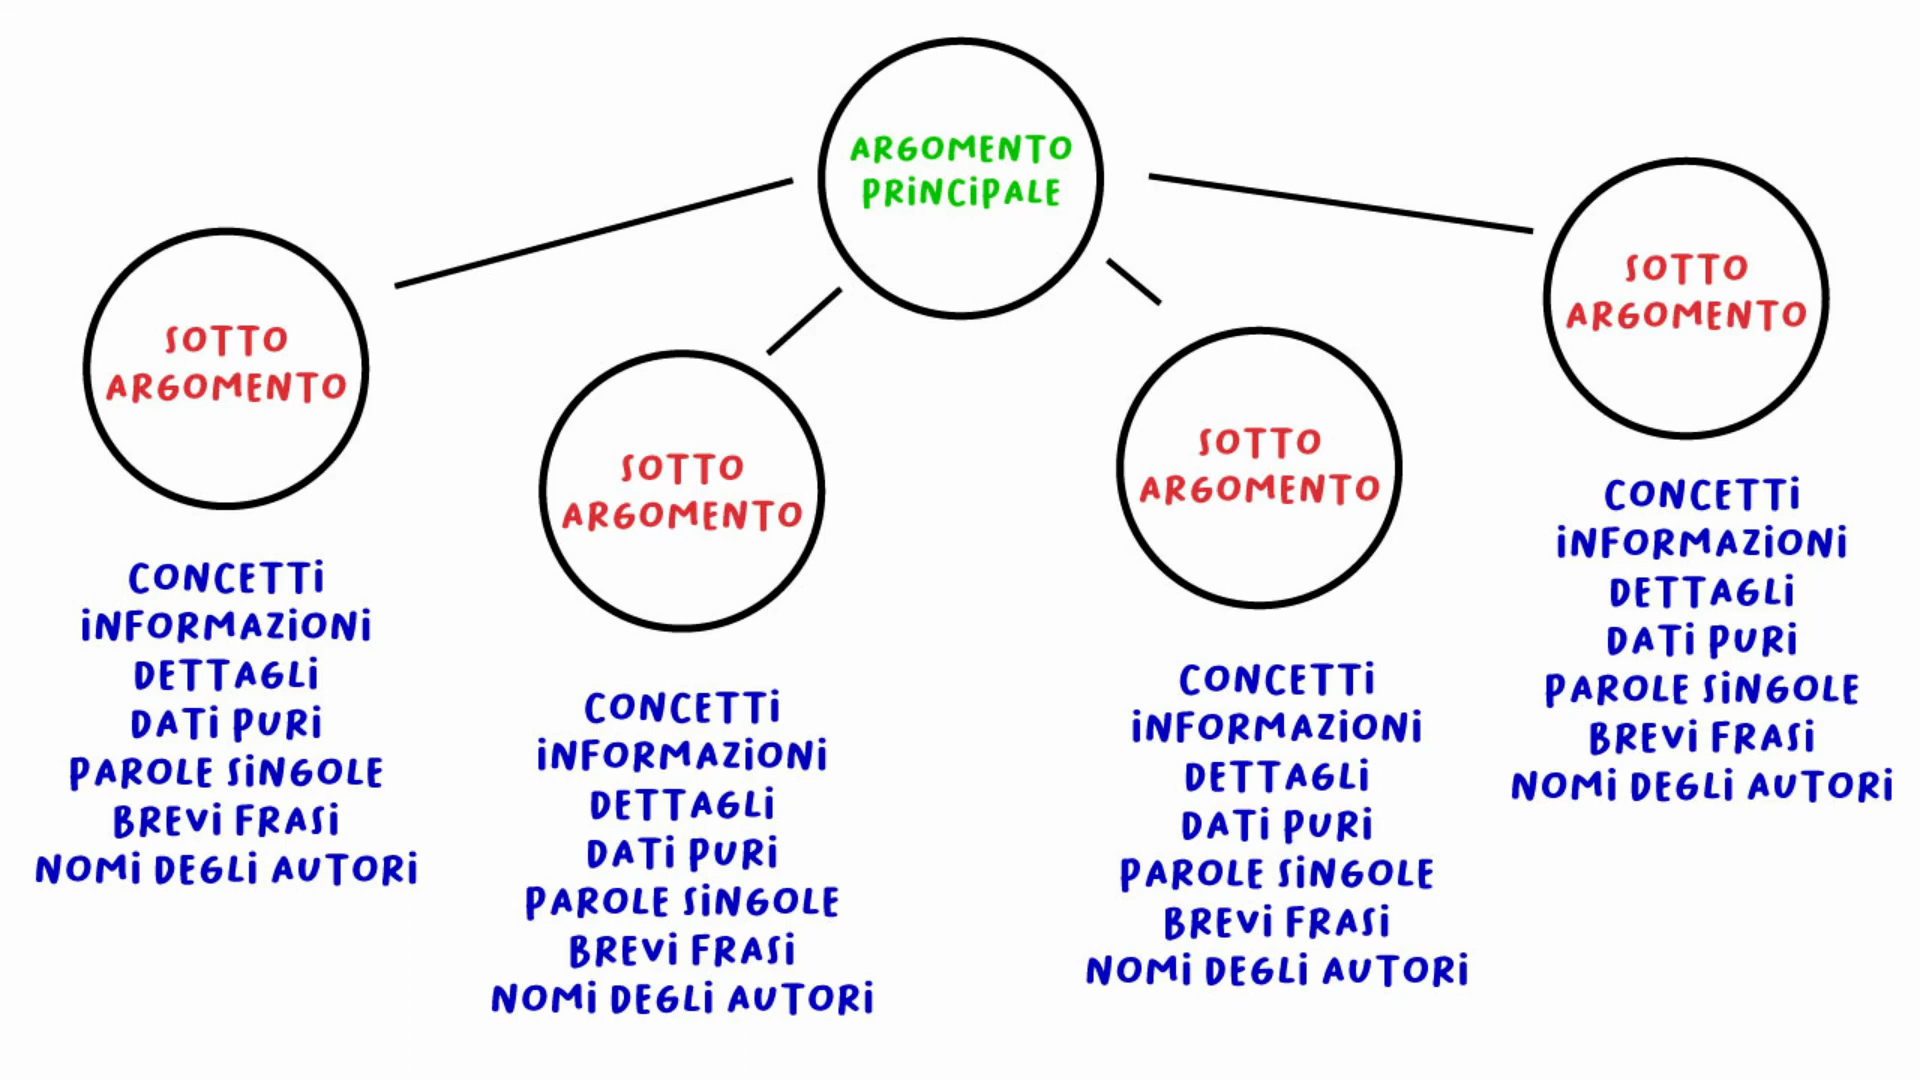 ARGOMENTO
PRINCIPALE
SOTTO
ARGOMENTO
CONCETTI
INFORMAZIONI
DETTAGLI
DATI PURI
PAROLE SINGOLE
BREVI FRASI
NOMI DEGLI AUTORI
SOTTO
ARGOMENTO
CONCETTI
INFORMAZIONI
DETTAGLI
DATI PURI
PAROLE SINGOLE
BREVI FRASI
NOMI DEGLI AUTORI
SOTTO
ARGOMENTO
CONCETTI
INFORMAZIONI
DETTAGLI
DATI PURI
PAROLE SINGOLE
BREVI FRASI
NOMI DEGLI AUTORI
SOTTO
ARGOMENTO
CONCETTI
INFORMAZIONI
DETTAGLI
DATI PURI
PAROLE SINGOLE
BREVI FRASI
NOMI DEGLI AUTORI